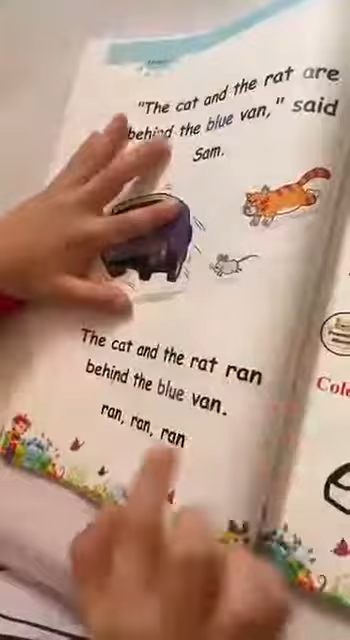 "The cat and the rat are
behind the blue van," said
Sam.
The cat and the rat ran
behind the blue van.
ran, ran, ran